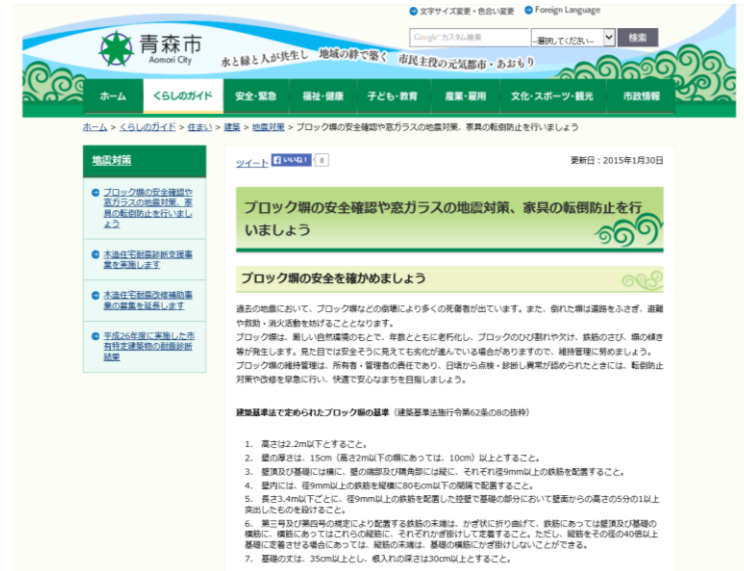 文字サイズ変更・色合い変更 Foreign Language
青森市
Aomori City
水と緑と人が共生し 地域の絆で築く 市民主役の元気都市・あおもり
Google カスタム検索 --選択してください-- 検索
ホーム くらしのガイド 安全・緊急 福祉・健康 子ども・教育 産業・雇用 文化・スポーツ・観光 市政情報
ホーム > くらしのガイド > 住まい > 建築 > 地震対策 > ブロック塀の安全確認や窓ガラスの地震対策、家具の転倒防止を行いましょう
地震対策
ブロック塀の安全確認や
窓ガラスの地震対策、家
具の転倒防止を行いまし
ょう
木造住宅耐震診断支援事
業を実施します
木造住宅耐震改修補助事
業の募集を延長します
平成26年度に実施した市
有特定建築物の耐震診断
結果
ツイート いいね! 0
更新日：2015年1月30日
ブロック塀の安全確認や窓ガラスの地震対策、家具の転倒防止を行
いましょう
ブロック塀の安全を確かめましょう
過去の地震において、ブロック塀などの倒壊により多くの死傷者が出ています。また、倒れた塀は道路をふさぎ、避難
や救助・消火活動を妨げることとなります。
ブロック塀は、厳しい自然環境のもとで、年数とともに老朽化し、ブロックのひび割れや欠け、鉄筋のさび、塀の傾き
等が発生します。見た目では安全そうに見えても劣化が進んでいる場合がありますので、維持管理に努めましょう。
ブロック塀の維持管理は、所有者・管理者の責任であり、日頃から点検・診断し異常が認められたときには、転倒防止
対策や改修を早急に行い、快適で安心なまちを目指しましょう。
建築基準法で定められたブロック塀の基準（建築基準法施行令第62条の8の抜粋）
1. 高さは2.2m以下とすること。
2. 壁の厚さは、15cm（高さ2m以下の塀にあっては、10cm）以上とすること。
3. 壁頂及び基礎には横に、壁の端部及び隅角部には縦に、それぞれ径9mm以上の鉄筋を配置すること。
4. 壁内には、径9mm以上の鉄筋を縦横に80もcm以下の間隔で配置すること。
5. 長さ3.4m以下ごとに、径9mm以上の鉄筋を配置した控壁で基礎の部分において壁面からの高さの5分の1以上
突出したものを設けること。
6. 第三号及び第四号の規定により配置する鉄筋の末端は、かぎ状に折り曲げて、鉄筋にあっては壁頂及び基礎の
横筋に、横筋にあってはこれらの縦筋に、それぞれかぎ掛けして定着すること。ただし、縦筋をその径の40倍以上
基礎に定着させる場合にあっては、縦筋の末端は、基礎の横筋にかぎ掛けしないことができる。
7. 基礎の丈は、35cm以上とし、根入れの深さは30cm以上とすること。